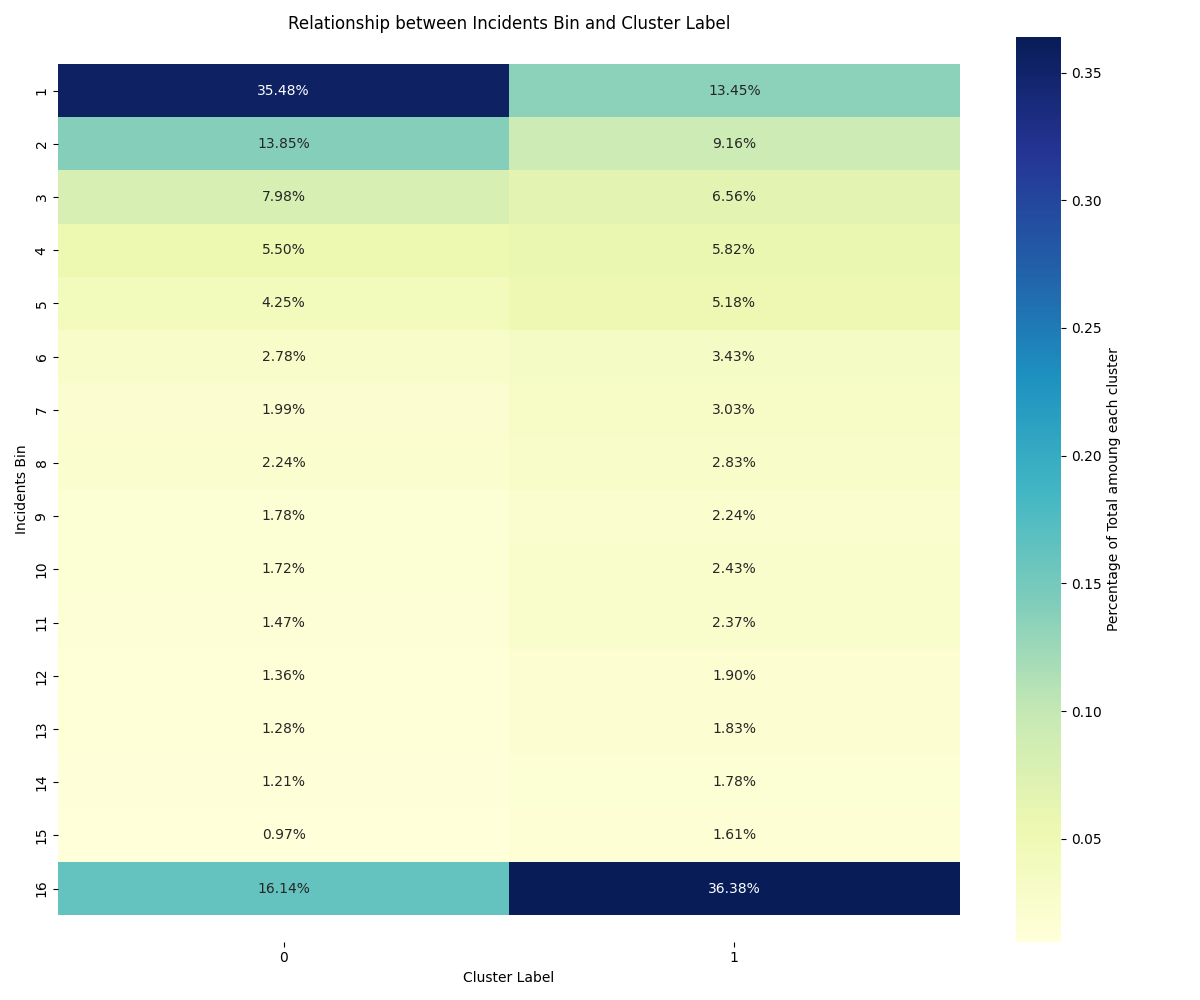 Relationship between Incidents Bin and Cluster Label
1 35.48% 13.45%
2 13.85% 9.16%
3 7.98% 6.56%
4 5.50% 5.82%
5 4.25% 5.18%
6 2.78% 3.43%
7 1.99% 3.03%
8 2.24% 2.83%
9 1.78% 2.24%
10 1.72% 2.43%
11 1.47% 2.37%
12 1.36% 1.90%
13 1.28% 1.83%
14 1.21% 1.78%
15 0.97% 1.61%
16 16.14% 36.38%
Incidents Bin
0 1
Cluster Label
0.35
0.30
0.25
0.20
0.15
0.10
0.05
Percentage of Total amoung each cluster